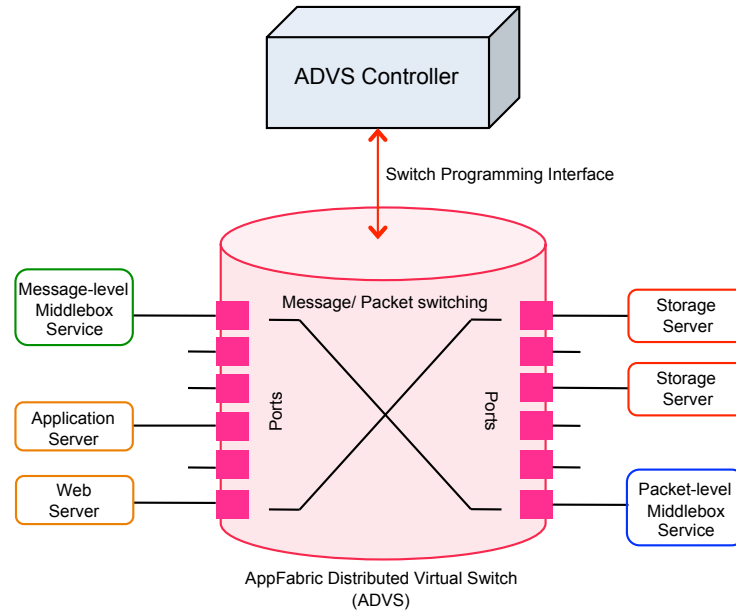 ADVS Controller
Switch Programming Interface
Message-level
Middlebox
Service
Message/ Packet switching
Storage
Server
Ports
Ports
Storage
Server
Application
Server
Web
Server
Packet-level
Middlebox
Service
AppFabric Distributed Virtual Switch
(ADVS)